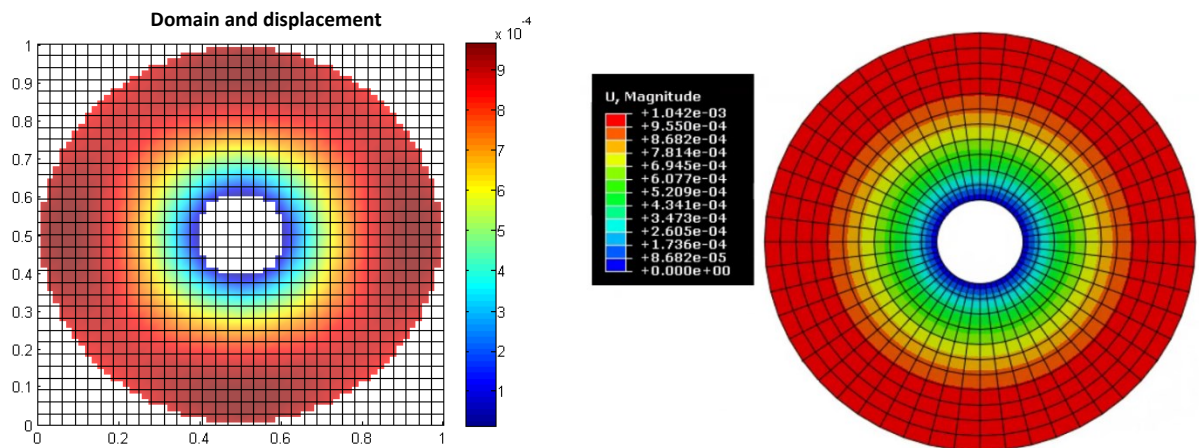 Domain and displacement
x 10⁻⁴
1
0.9
0.8
0.7
0.6
0.5
0.4
0.3
0.2
0.1
0
0 0.2 0.4 0.6 0.8 1
9
8
7
6
5
4
3
2
1
U, Magnitude
+1.042e-03
+9.550e-04
+8.682e-04
+7.814e-04
+6.945e-04
+6.077e-04
+5.209e-04
+4.341e-04
+3.473e-04
+2.605e-04
+1.736e-04
+8.682e-05
+0.000e+00